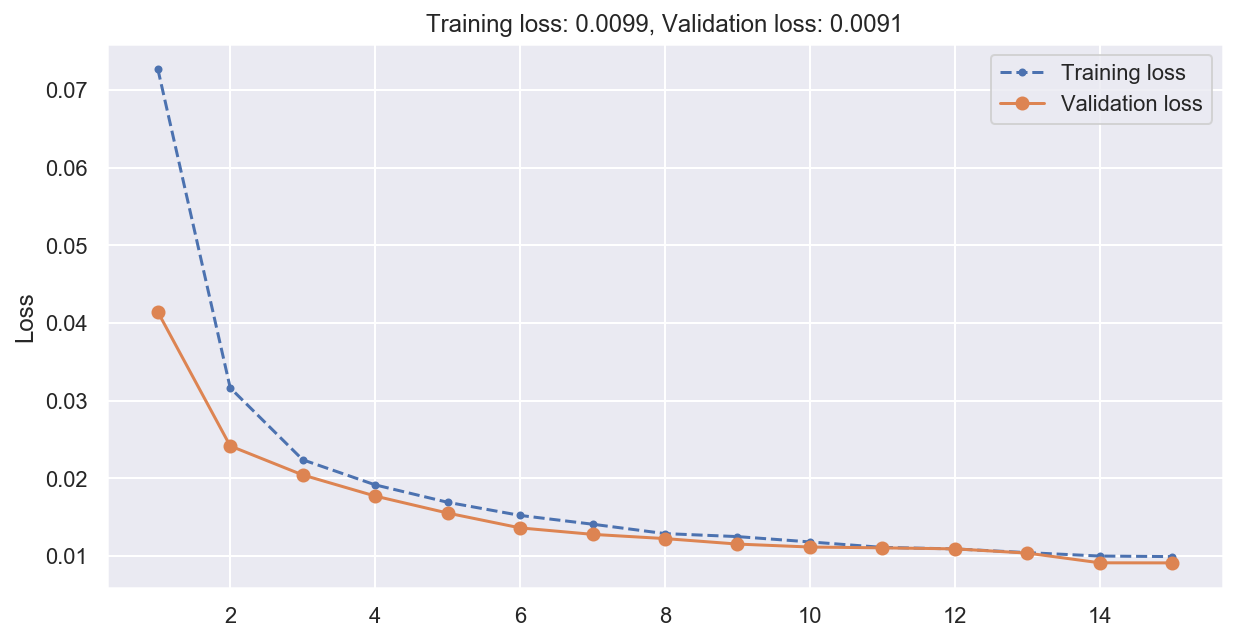 Training loss: 0.0099, Validation loss: 0.0091
Training loss
Validation loss
0.07
0.06
0.05
0.04
0.03
0.02
0.01
Loss
2 4 6 8 10 12 14